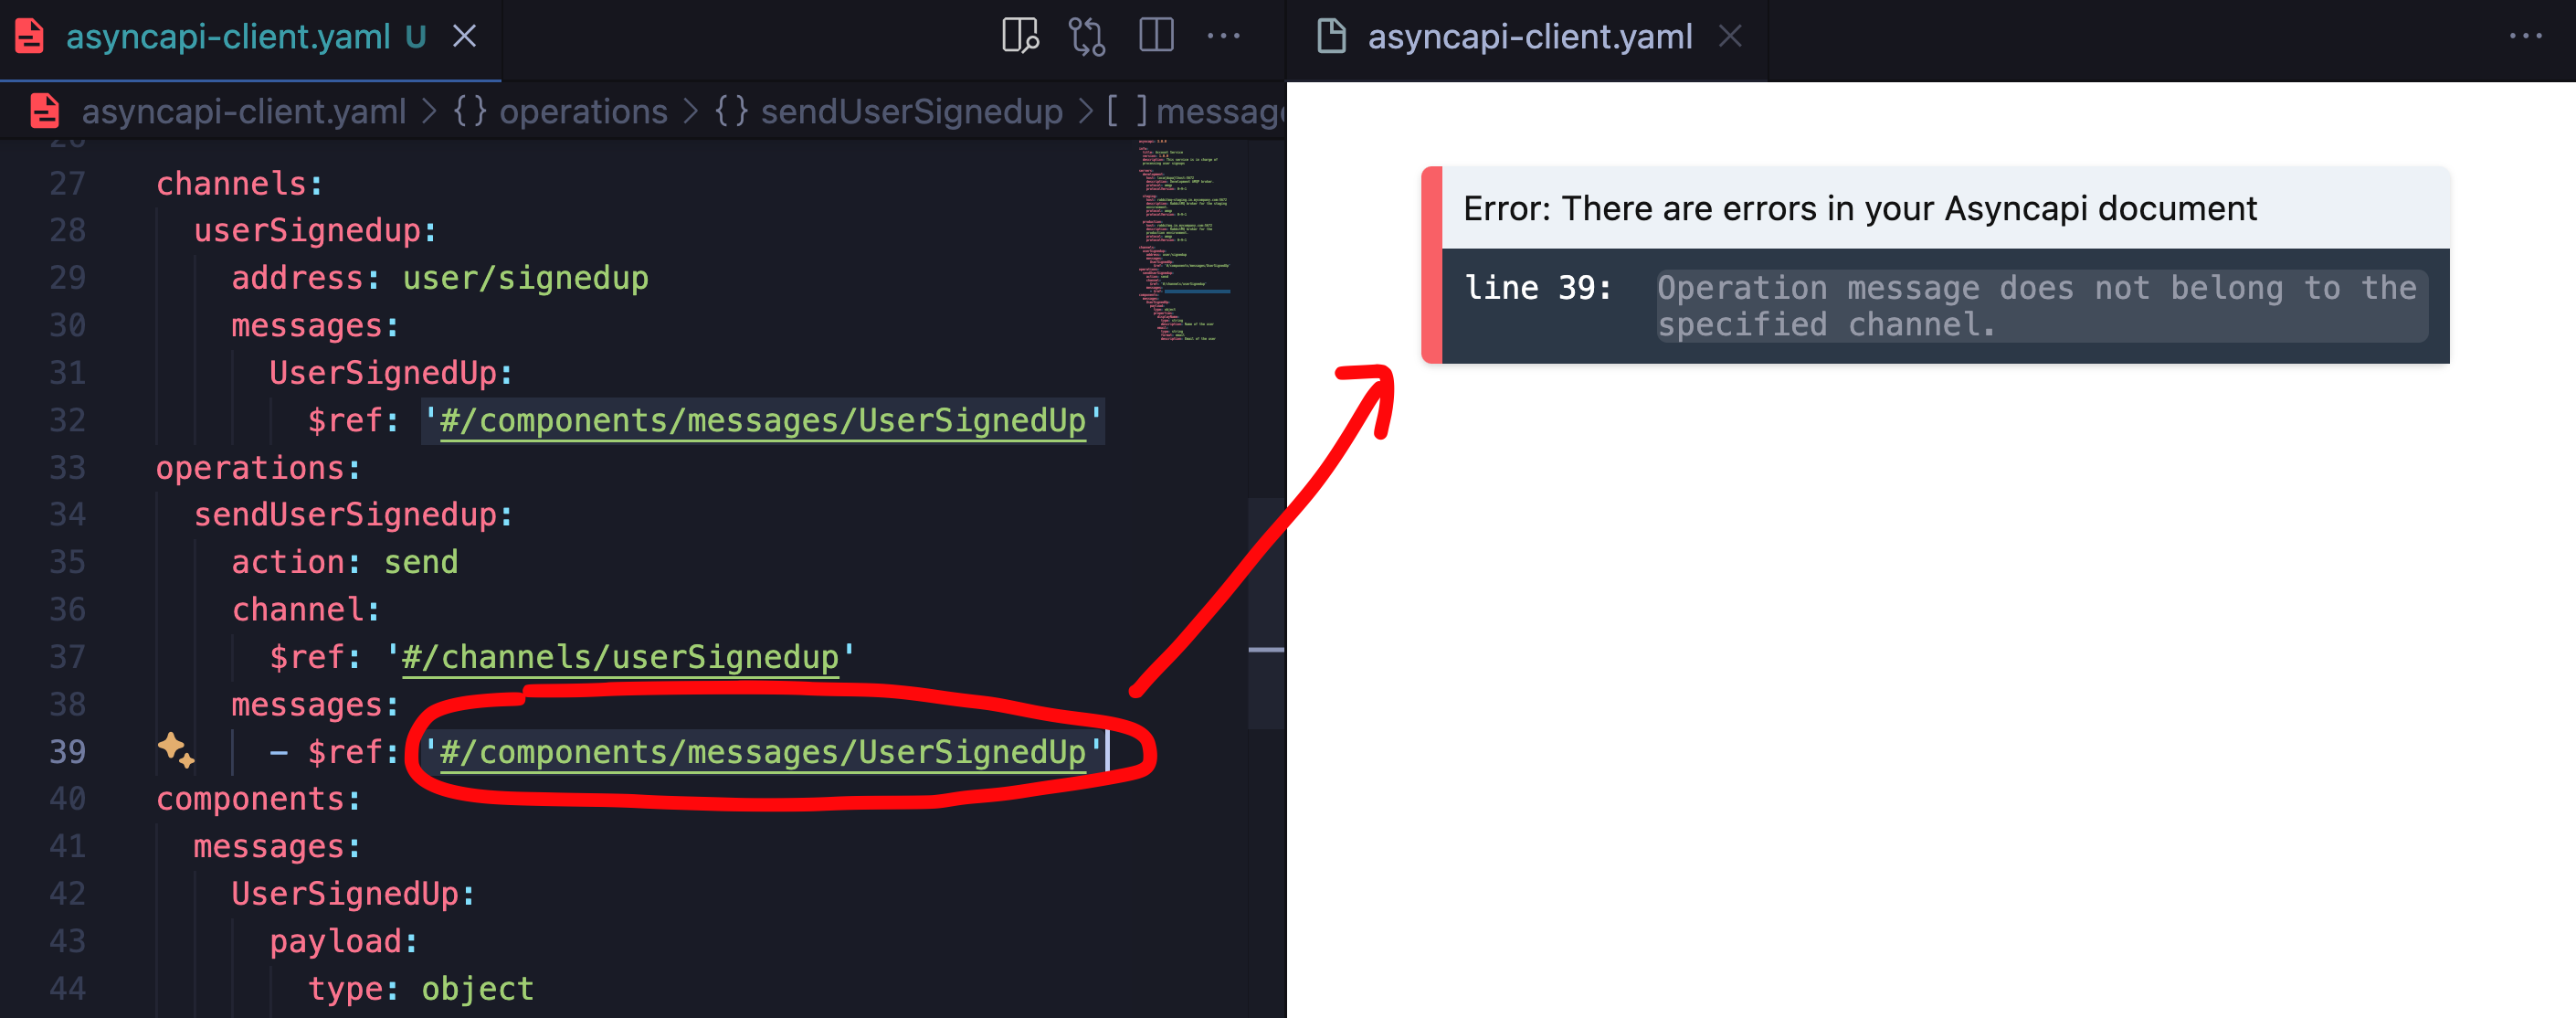 asyncapi-client.yaml U
asyncapi-client.yaml
asyncapi-client.yaml > {} operations > {} sendUserSignedup > [ ] message
27 channels:
28 userSignedup:
29 address: user/signedup
30 messages:
31 UserSignedUp:
32 $ref: '#/components/messages/UserSignedUp'
33 operations:
34 sendUserSignedup:
35 action: send
36 channel:
37 $ref: '#/channels/userSignedup'
38 messages:
39 - $ref: '#/components/messages/UserSignedUp'
40 components:
41 messages:
42 UserSignedUp:
43 payload:
44 type: object
Error: There are errors in your Asyncapi document
line 39: Operation message does not belong to the
specified channel.